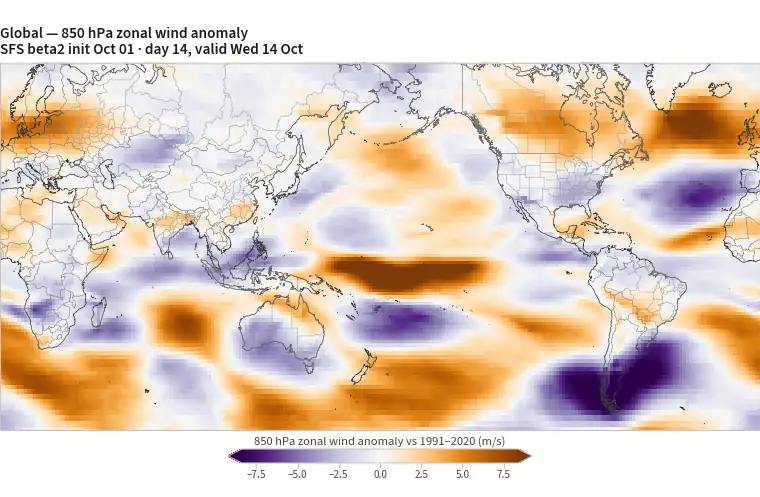 Global — 850 hPa zonal wind anomaly
SFS beta2 init Oct 01 · day 14, valid Wed 14 Oct
850 hPa zonal wind anomaly vs 1991–2020 (m/s)
−7.5 −5.0 −2.5 0.0 2.5 5.0 7.5